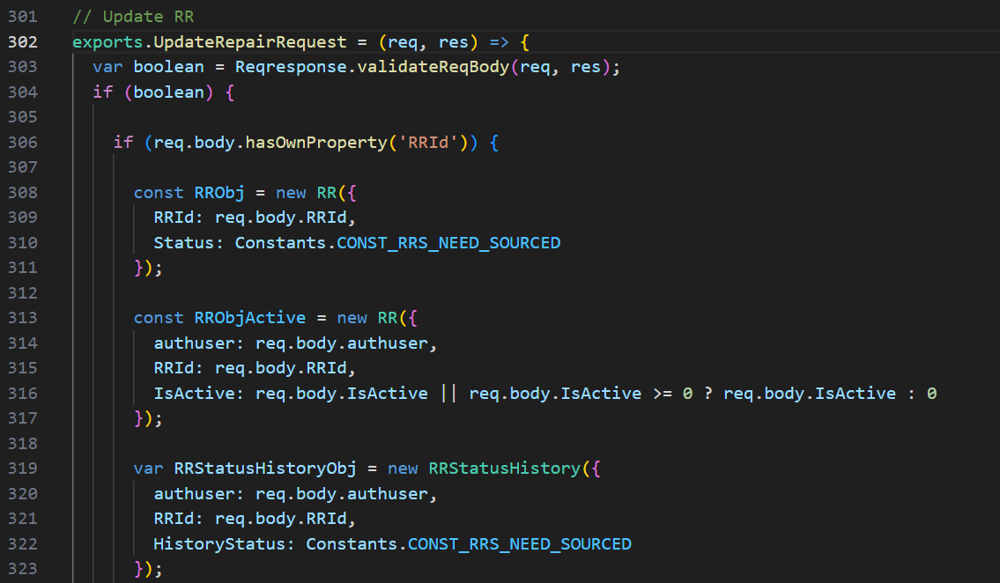 301 // Update RR
302 exports.UpdateRepairRequest = (req, res) => {
303 var boolean = Reqresponse.validateReqBody(req, res);
304 if (boolean) {
305
306 if (req.body.hasOwnProperty('RRId')) {
307
308 const RRObj = new RR({
309 RRId: req.body.RRId,
310 Status: Constants.CONST_RRS_NEED_SOURCED
311 });
312
313 const RRObjActive = new RR({
314 authuser: req.body.authuser,
315 RRId: req.body.RRId,
316 IsActive: req.body.IsActive || req.body.IsActive >= 0 ? req.body.IsActive : 0
317 });
318
319 var RRStatusHistoryObj = new RRStatusHistory({
320 authuser: req.body.authuser,
321 RRId: req.body.RRId,
322 HistoryStatus: Constants.CONST_RRS_NEED_SOURCED
323 });